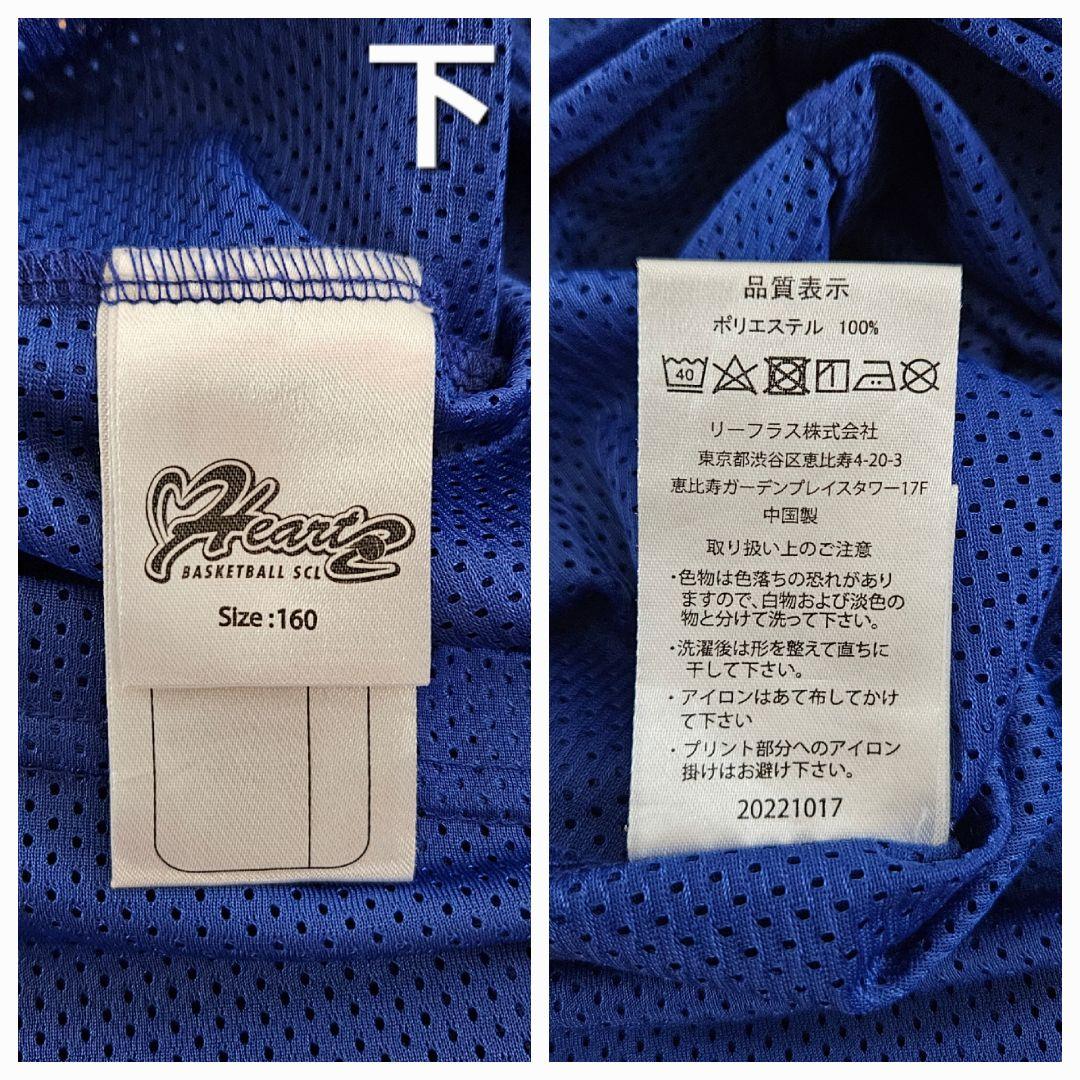 下
Hearts
BASKETBALL SCL
Size : 160
品質表示
ポリエステル 100%
40
リーフラス株式会社
東京都渋谷区恵比寿4-20-3
恵比寿ガーデンプレイスタワー17F
中国製
取り扱い上のご注意
・色物は色落ちの恐れがあり
ますので、白物および淡色の
物と分けて洗って下さい。
・洗濯後は形を整えて直ちに
干して下さい。
・アイロンはあて布してかけ
て下さい
・プリント部分へのアイロン
掛けはお避け下さい。
20221017